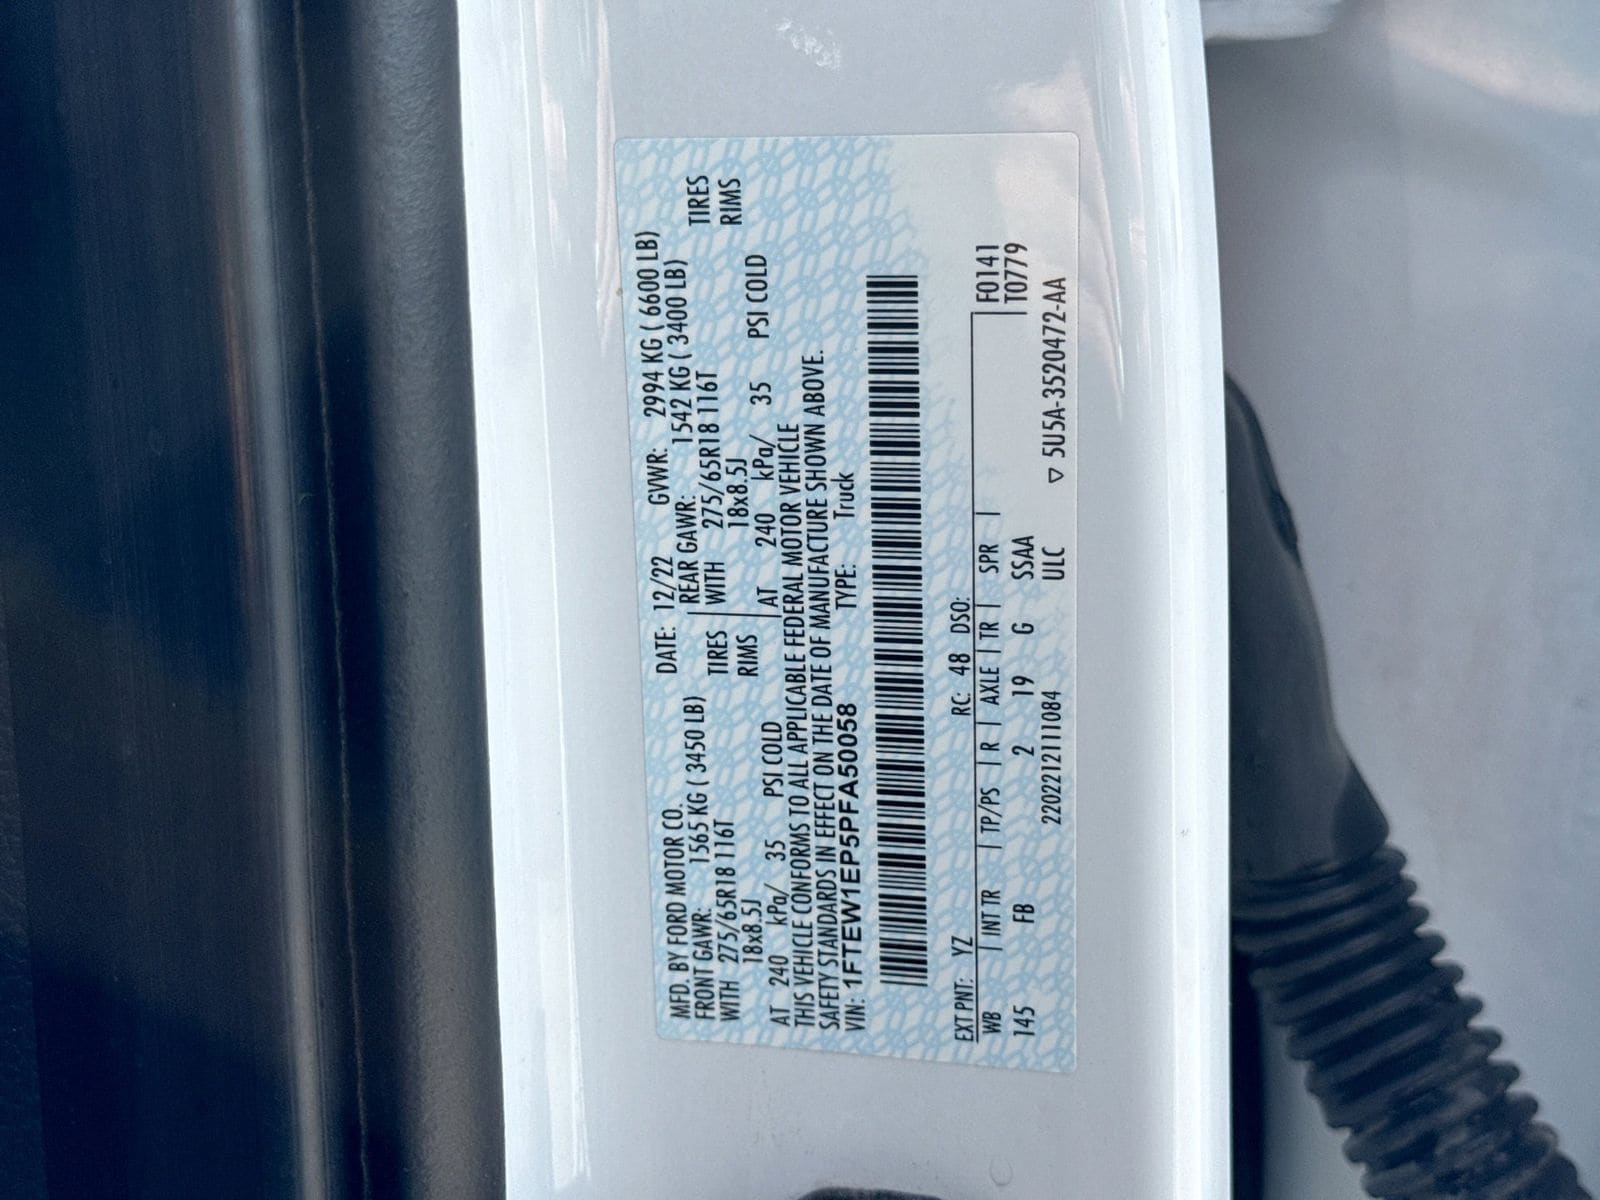 MFD. BY FORD MOTOR CO. DATE: 12/22 GVWR: 2994 KG ( 6600 LB)
FRONT GAWR: 1565 KG ( 3450 LB) REAR GAWR: 1542 KG ( 3400 LB)
WITH 275/65R18 116T TIRES WITH 275/65R18 116T TIRES
18x8.5J RIMS 18x8.5J RIMS
AT 240 kPa/ 35 PSI COLD AT 240 kPa/ 35 PSI COLD
THIS VEHICLE CONFORMS TO ALL APPLICABLE FEDERAL MOTOR VEHICLE
SAFETY STANDARDS IN EFFECT ON THE DATE OF MANUFACTURE SHOWN ABOVE.
VIN: 1FTEW1EP5PFA50058 TYPE: Truck
EXT PNT: YZ RC: 48 DSO:
WB | INT TR | TP/PS | R | AXLE | TR | SPR | F0141
145 FB 2 19 G SSAA T0779
22022121111084 ULC ▽ 5U5A-3520472-AA